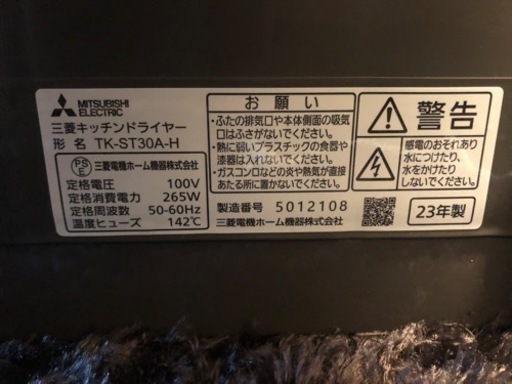 MITSUBISHI
ELECTRIC
三菱キッチンドライヤー
形 名 TK-ST30A-H
PS
E
三菱電機ホーム機器株式会社
定格電圧 100V
定格消費電力 265W
定格周波数 50-60Hz
温度ヒューズ 142℃
お願い
・ふたの排気口や本体側面の吸気
口はふさがないでください。
・熱に弱いプラスチックの食器や
漆器は入れないでください。
・ガスコンロなどの炎や熱気が直接
あたる所に置かないでください。
製造番号 5012108
三菱電機ホーム機器株式会社
警告
感電のおそれあり
水につけたり、
水をかけたり
しないでください
23年製